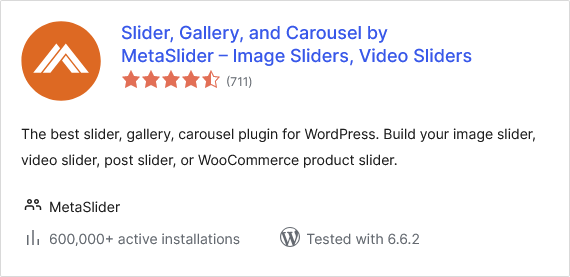 Slider, Gallery, and Carousel by
MetaSlider – Image Sliders, Video Sliders
(711)
The best slider, gallery, carousel plugin for WordPress. Build your image slider,
video slider, post slider, or WooCommerce product slider.
MetaSlider
600,000+ active installations
Tested with 6.6.2